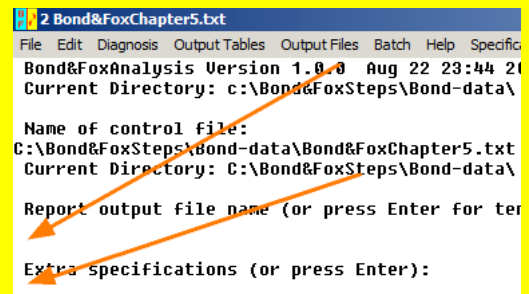 2 Bond&FoxChapter5.txt
File Edit Diagnosis Output Tables Output Files Batch Help Specific
Bond&FoxAnalysis Version 1.0.0 Aug 22 23:44 20
Current Directory: c:\Bond&FoxSteps\Bond-data\
Name of control file:
C:\Bond&FoxSteps\Bond-data\Bond&FoxChapter5.txt
Current Directory: C:\Bond&FoxSteps\Bond-data\
Report output file name (or press Enter for tem
Extra specifications (or press Enter):